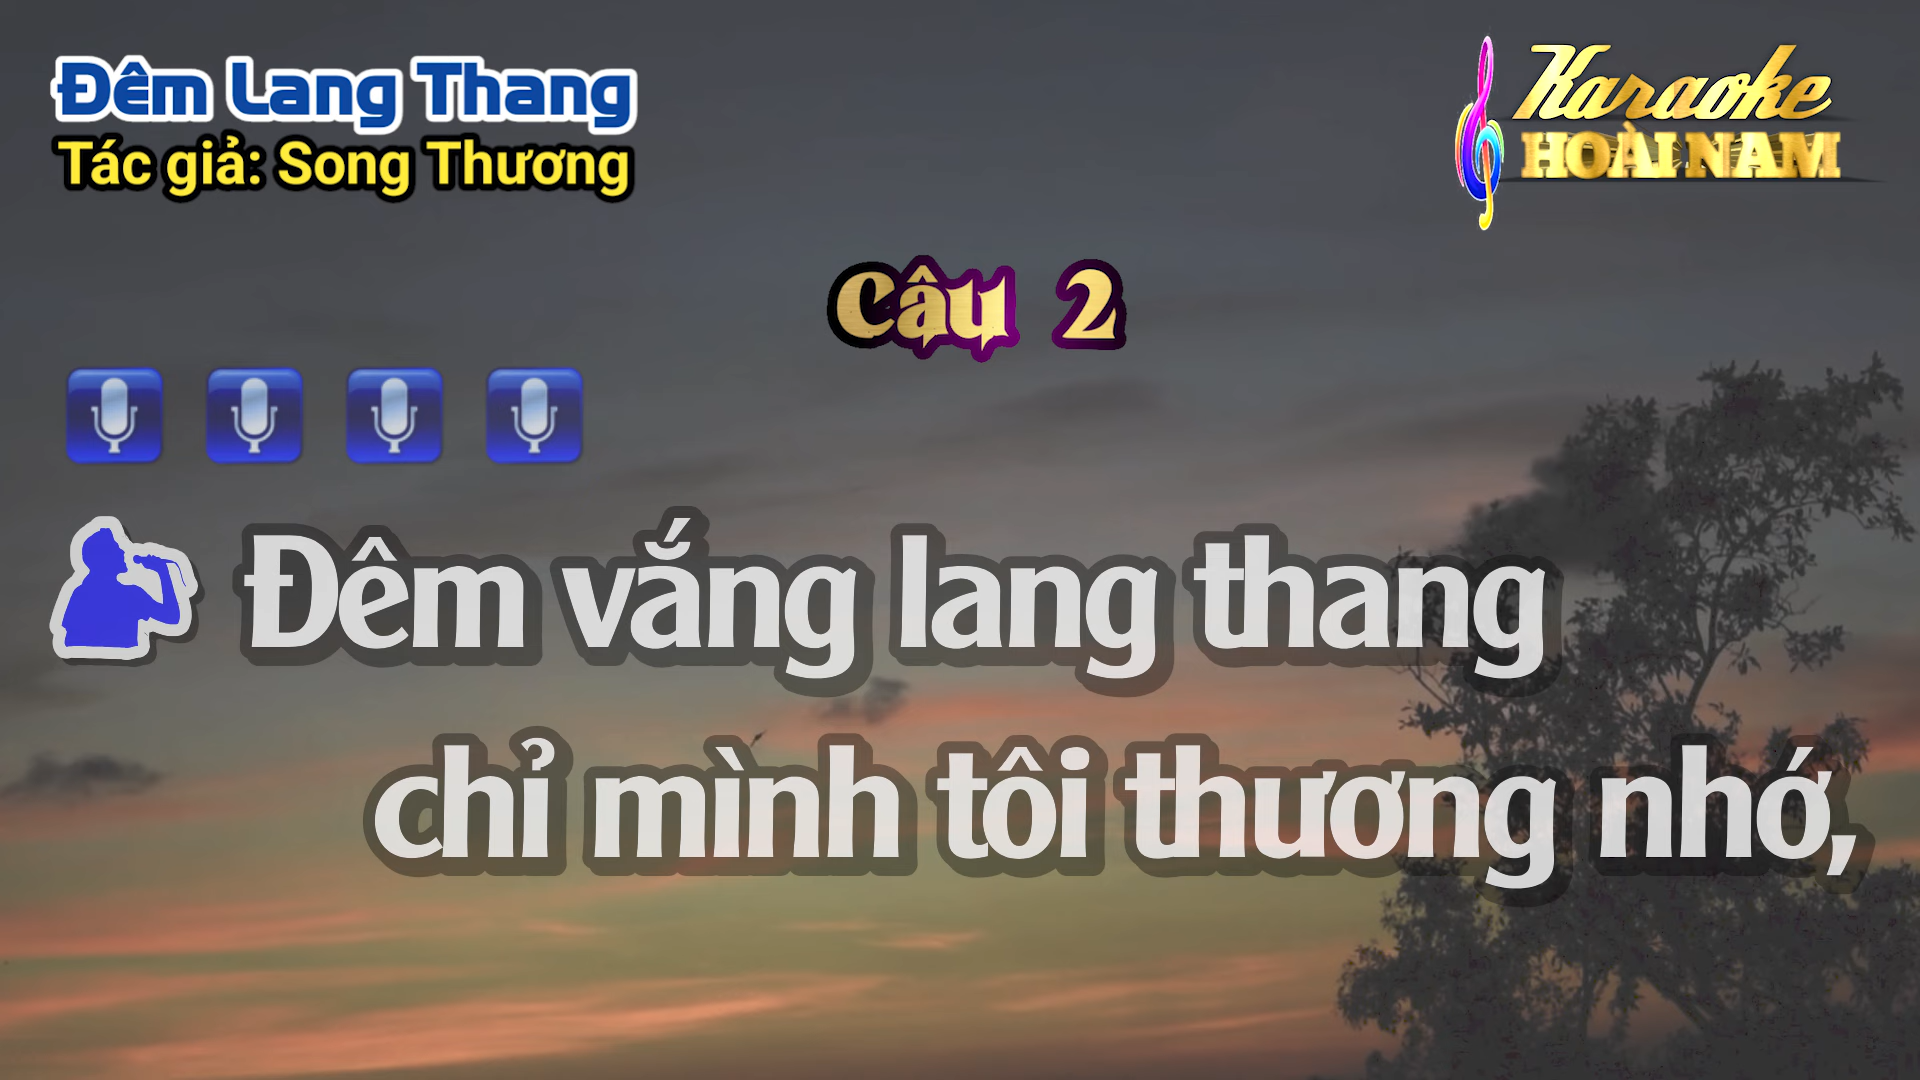 Đêm Lang Thang
Tác giả: Song Thương
Karaoke
HOÀI NAM
Câu 2
Đêm vắng lang thang
chỉ mình tôi thương nhớ,